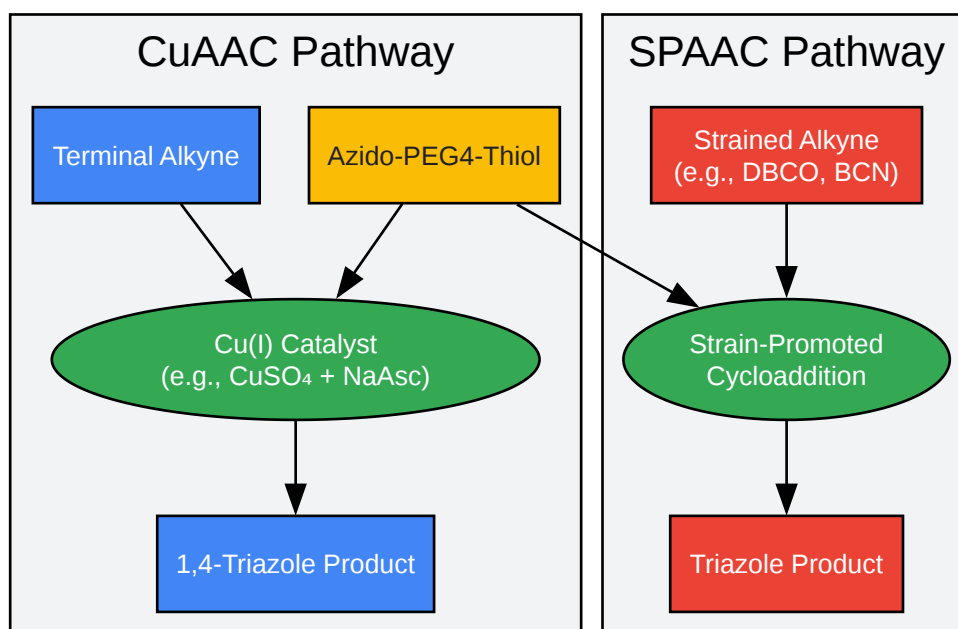 CuAAC Pathway
SPAAC Pathway
Terminal Alkyne
Azido-PEG4-Thiol
Strained Alkyne
(e.g., DBCO, BCN)
Cu(I) Catalyst
(e.g., CuSO₄ + NaAsc)
Strain-Promoted
Cycloaddition
1,4-Triazole Product
Triazole Product